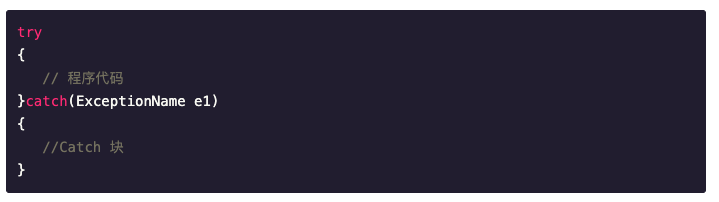 try
{
   // 程序代码
}catch(ExceptionName e1)
{
   //Catch 块
}